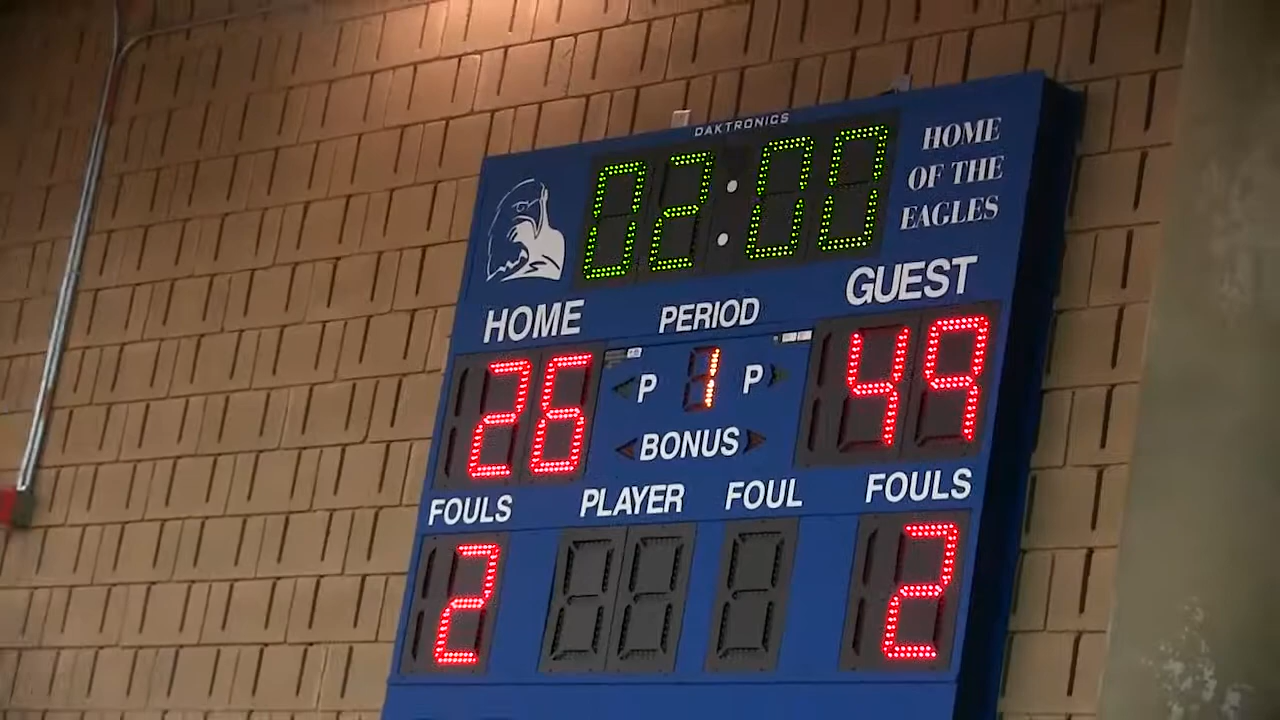 DAKTRONICS
02:00
HOME
OF THE
EAGLES
HOME PERIOD GUEST
26 P 1 P 49
BONUS
FOULS PLAYER FOUL FOULS
2 2